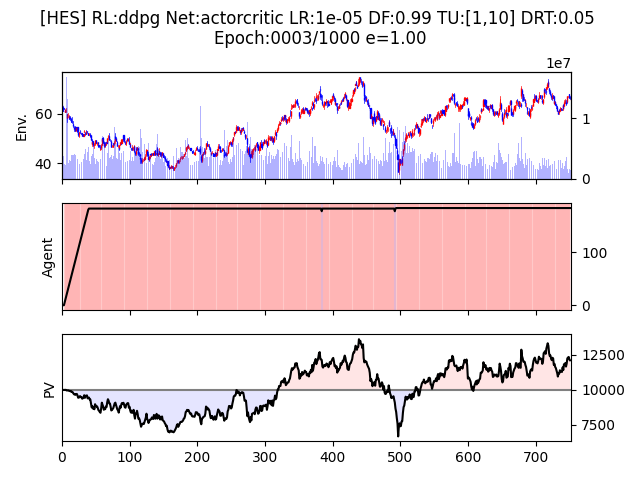 [HES] RL:ddpg Net:actorcritic LR:1e-05 DF:0.99 TU:[1,10] DRT:0.05
Epoch:0003/1000 e=1.00
1e7
Env.
60
40
1
0
Agent
100
0
PV
12500
10000
7500
0 100 200 300 400 500 600 700